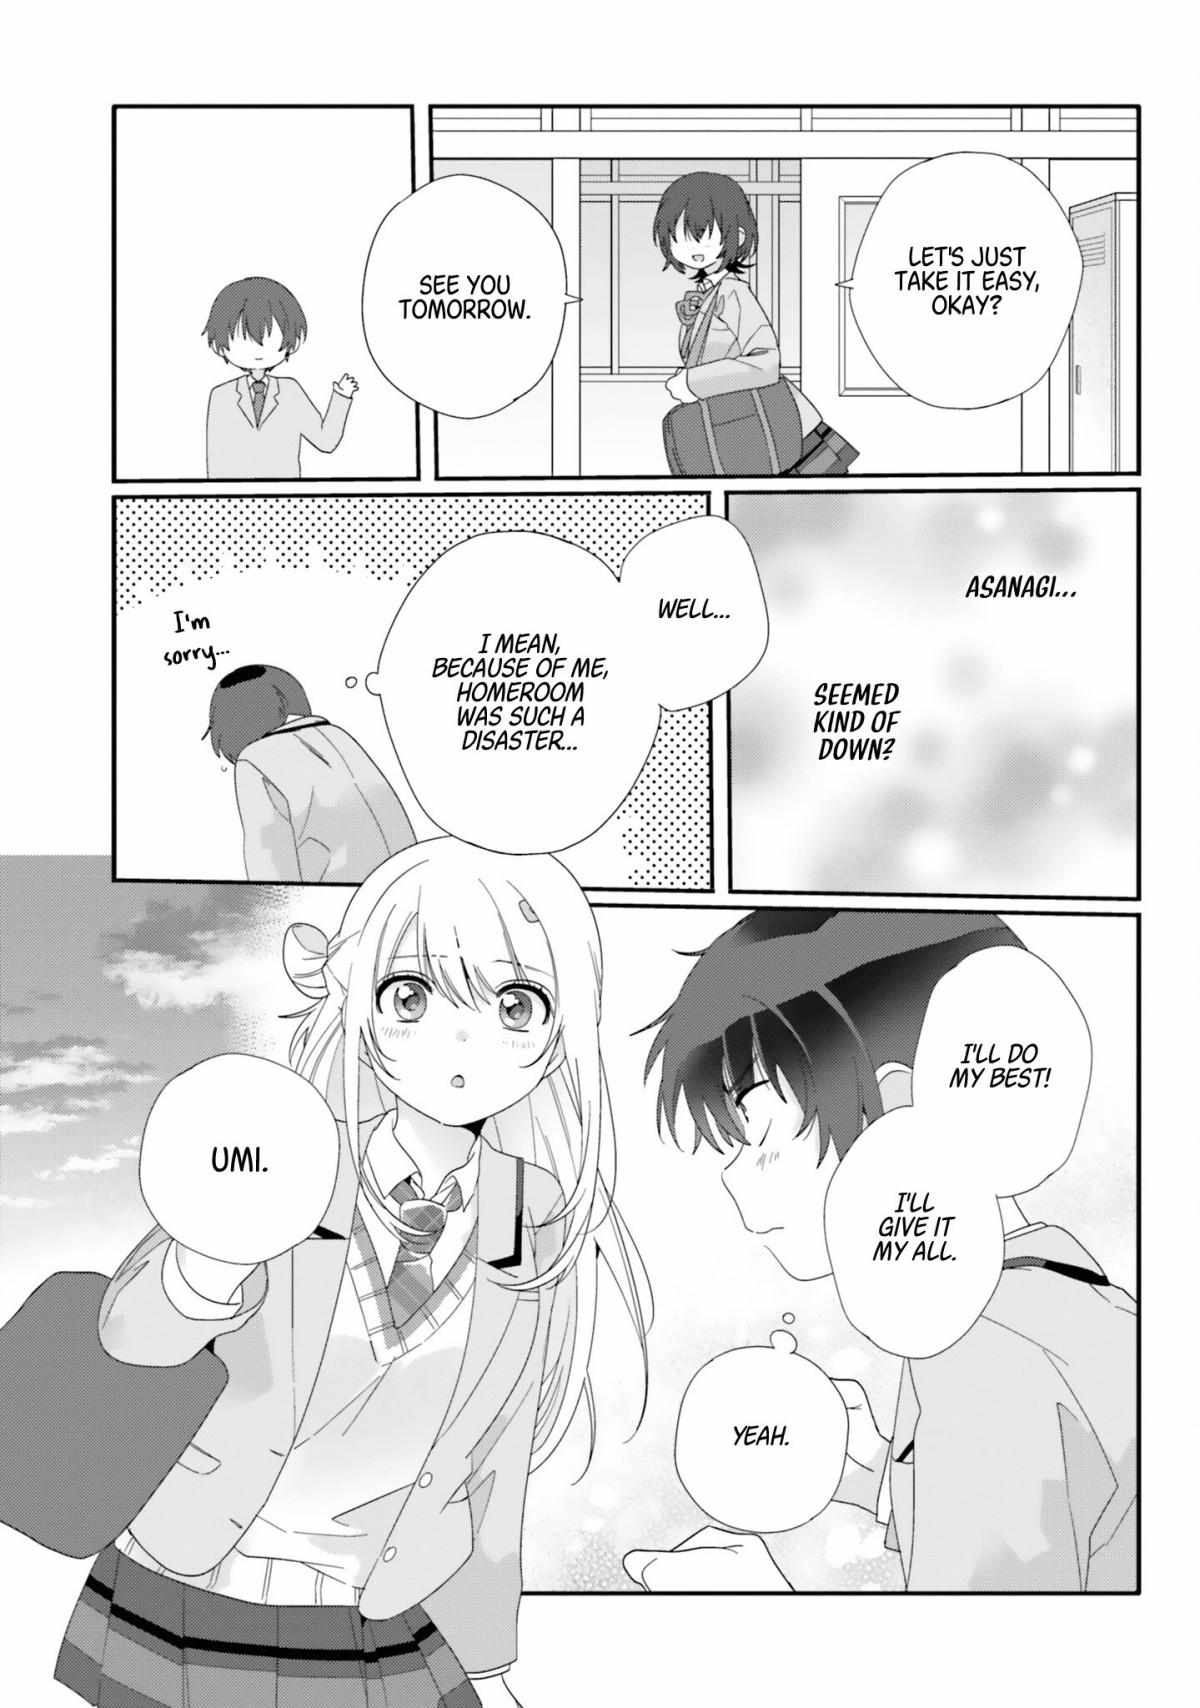 LET'S JUST
TAKE IT EASY,
OKAY?
SEE YOU
TOMORROW.
ASANAGI...
SEEMED
KIND OF
DOWN?
WELL...
I MEAN,
BECAUSE OF ME,
HOMEROOM
WAS SUCH A
DISASTER...
I'm
sorry...
I'LL DO
MY BEST!
I'LL
GIVE IT
MY ALL.
YEAH.
UMI.